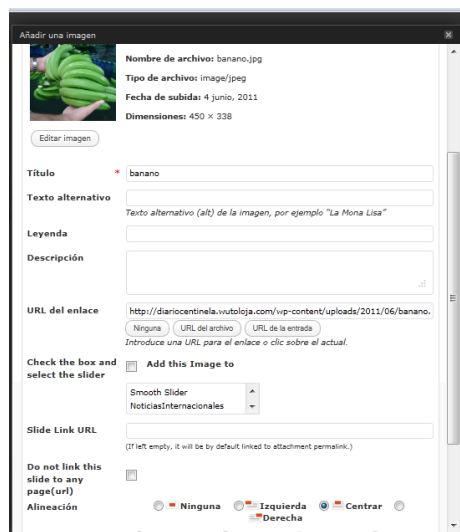 Añadir una imagen
Nombre de archivo: banano.jpg
Tipo de archivo: image/jpeg
Fecha de subida: 4 junio, 2011
Dimensiones: 450 × 338
Editar imagen
Título * banano
Texto alternativo
Texto alternativo (alt) de la imagen, por ejemplo "La Mona Lisa"
Leyenda
Descripción
URL del enlace http://diariocentinela.wutoloja.com/wp-content/uploads/2011/06/banano.
Ninguna URL del archivo URL de la entrada
Introduce una URL para el enlace o clic sobre el actual.
Check the box and
select the slider
Add this Image to
Smooth Slider
NoticiasInternacionales
Slide Link URL
(If left empty, it will be by default linked to attachment permalink.)
Do not link this
slide to any
page(url)
Alineación Ninguna Izquierda Centrar
Derecha